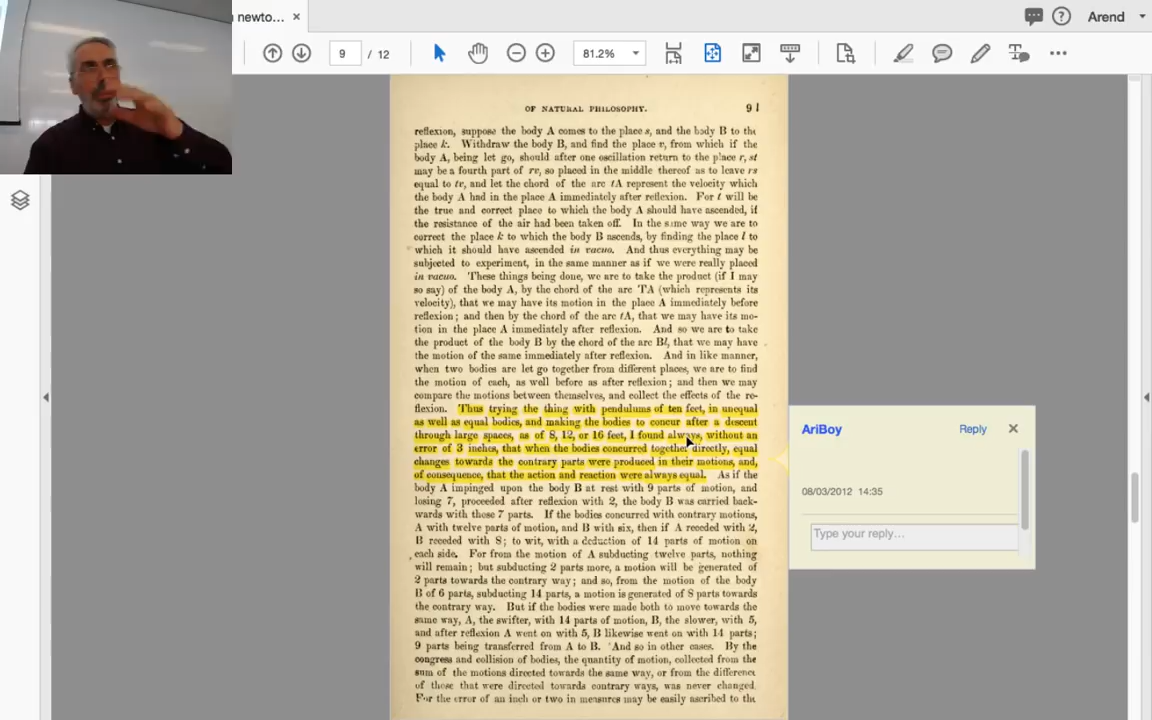 newto...
Arend
9 / 12
81.2%
OF NATURAL PHILOSOPHY. 91
reflexion, suppose the body A comes to the place s, and the body B to the
place k. Withdraw the body B, and find the place v, from which if the
body A, being let go, should after one oscillation return to the place r, st
may be a fourth part of rv, so placed in the middle thereof as to leave rs
equal to tv, and let the chord of the arc tA represent the velocity which
the body A had in the place A immediately after reflexion. For t will be
the true and correct place to which the body A should have ascended, if
the resistance of the air had been taken off. In the same way we are to
correct the place k to which the body B ascends, by finding the place l to
which it should have ascended in vacuo. And thus everything may be
subjected to experiment, in the same manner as if we were really placed
in vacuo. These things being done, we are to take the product (if I may
so say) of the body A, by the chord of the arc TA (which represents its
velocity), that we may have its motion in the place A immediately before
reflexion; and then by the chord of the arc tA, that we may have its mo-
tion in the place A immediately after reflexion. And so we are to take
the product of the body B by the chord of the arc Bl, that we may have
the motion of the same immediately after reflexion. And in like manner,
when two bodies are let go together from different places, we are to find
the motion of each, as well before as after reflexion; and then we may
compare the motions between themselves, and collect the effects of the re-
flexion. Thus trying the thing with pendulums of ten feet, in unequal
as well as equal bodies, and making the bodies to concur after a descent
through large spaces, as of 8, 12, or 16 feet, I found always, without an
error of 3 inches, that when the bodies concurred together directly, equal
changes towards the contrary parts were produced in their motions, and,
of consequence, that the action and reaction were always equal. As if the
body A impinged upon the body B at rest with 9 parts of motion, and
losing 7, proceeded after reflexion with 2, the body B was carried back-
wards with those 7 parts. If the bodies concurred with contrary motions,
A with twelve parts of motion, and B with six, then if A receded with 2,
B receded with 8; to wit, with a deduction of 14 parts of motion on
each side. For from the motion of A subducting twelve parts, nothing
will remain; but subducting 2 parts more, a motion will be generated of
2 parts towards the contrary way; and so, from the motion of the body
B of 6 parts, subducting 14 parts, a motion is generated of 8 parts towards
the contrary way. But if the bodies were made both to move towards the
same way, A, the swifter, with 14 parts of motion, B, the slower, with 5,
and after reflexion A went on with 5, B likewise went on with 14 parts;
9 parts being transferred from A to B. And so in other cases. By the
congress and collision of bodies, the quantity of motion, collected from the
sum of the motions directed towards the same way, or from the difference
of those that were directed towards contrary ways, was never changed.
For the error of an inch or two in measures may be easily ascribed to the
AriBoy
Reply
08/03/2012 14:35
Type your reply...